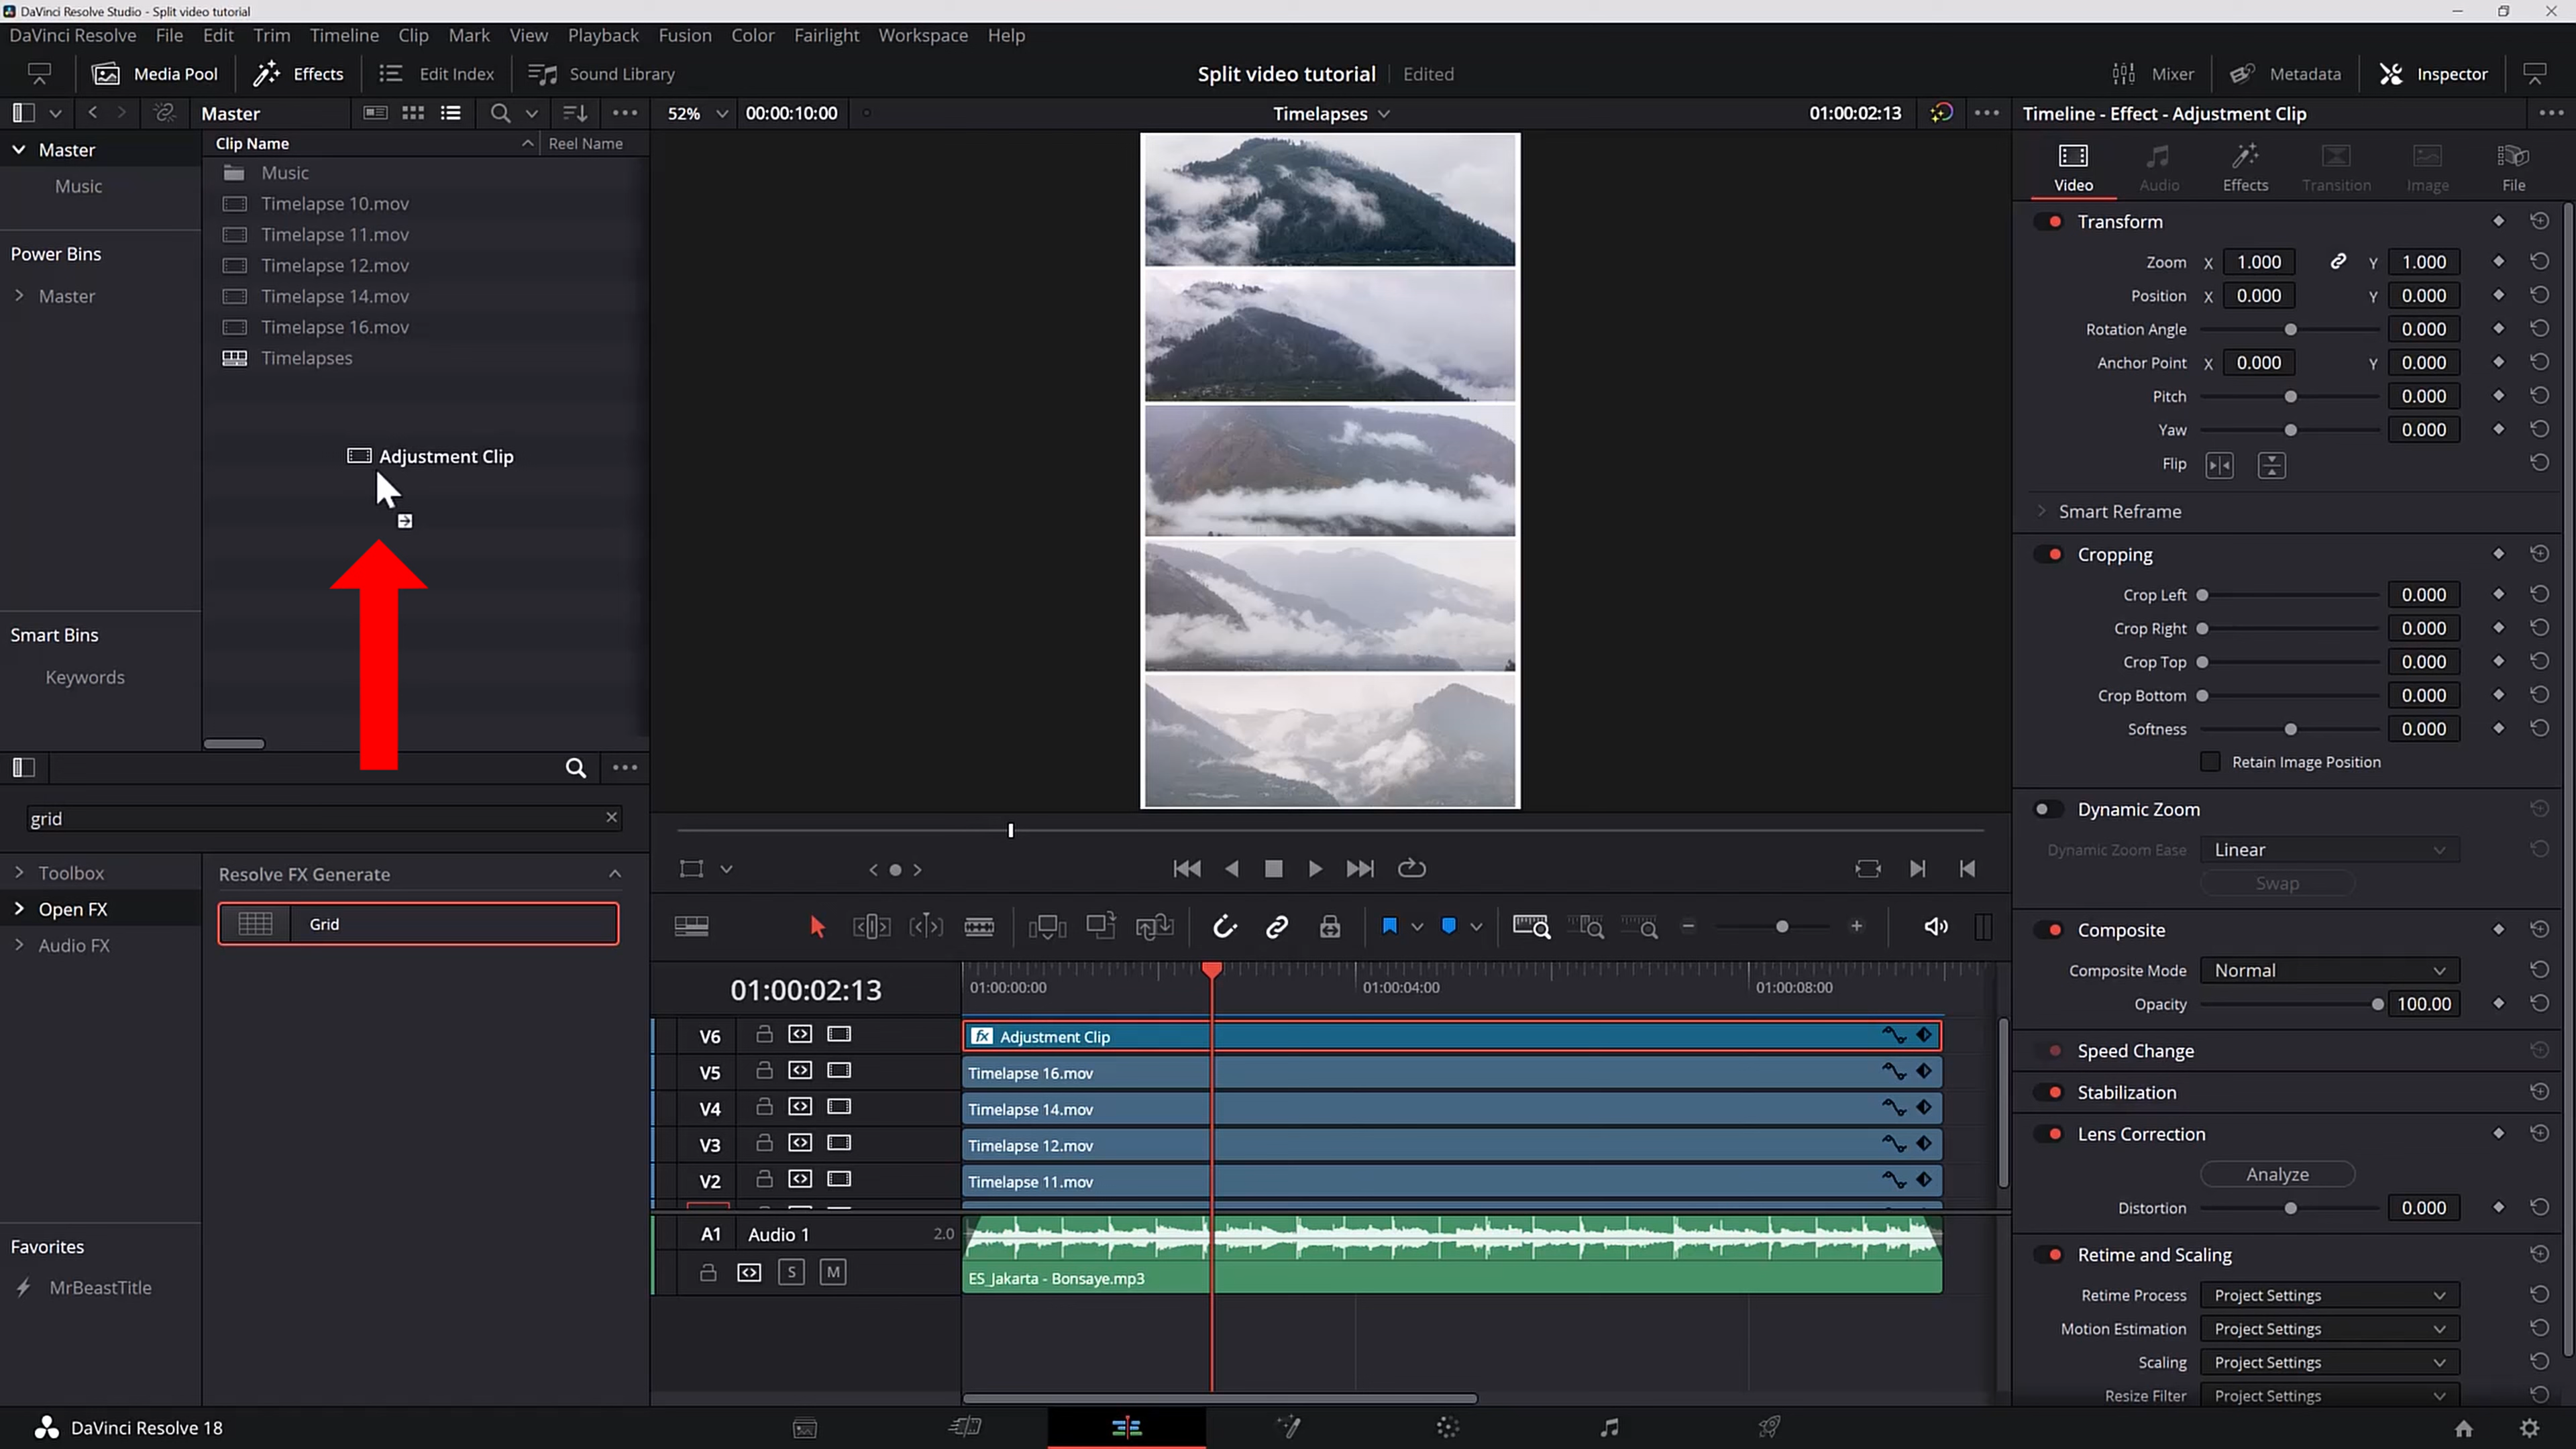 DaVinci Resolve Studio - Split video tutorial
DaVinci Resolve File Edit Trim Timeline Clip Mark View Playback Fusion Color Fairlight Workspace Help
Media Pool Effects Edit Index Sound Library Split video tutorial Edited Mixer Metadata Inspector
Master 52% 00:00:10:00 Timelapses 01:00:02:13 Timeline - Effect - Adjustment Clip
Master
Music
Power Bins
Master
Smart Bins
Keywords
Clip Name Reel Name
Music
Timelapse 10.mov
Timelapse 11.mov
Timelapse 12.mov
Timelapse 14.mov
Timelapse 16.mov
Timelapses
Adjustment Clip
grid
Toolbox
Open FX
Audio FX
Favorites
MrBeastTitle
Resolve FX Generate
Grid
Video Audio Effects Transition Image File
Transform
Zoom X 1.000 Y 1.000
Position X 0.000 Y 0.000
Rotation Angle 0.000
Anchor Point X 0.000 Y 0.000
Pitch 0.000
Yaw 0.000
Flip
Smart Reframe
Cropping
Crop Left 0.000
Crop Right 0.000
Crop Top 0.000
Crop Bottom 0.000
Softness 0.000
Retain Image Position
Dynamic Zoom
Dynamic Zoom Ease Linear
Swap
Composite
Composite Mode Normal
Opacity 100.00
Speed Change
Stabilization
Lens Correction
Analyze
Distortion 0.000
Retime and Scaling
Retime Process Project Settings
Motion Estimation Project Settings
Scaling Project Settings
Resize Filter Project Settings
01:00:02:13 01:00:00:00 01:00:04:00 01:00:08:00
V6 fx Adjustment Clip
V5 Timelapse 16.mov
V4 Timelapse 14.mov
V3 Timelapse 12.mov
V2 Timelapse 11.mov
A1 Audio 1 2.0
S M ES_Jakarta - Bonsaye.mp3
DaVinci Resolve 18